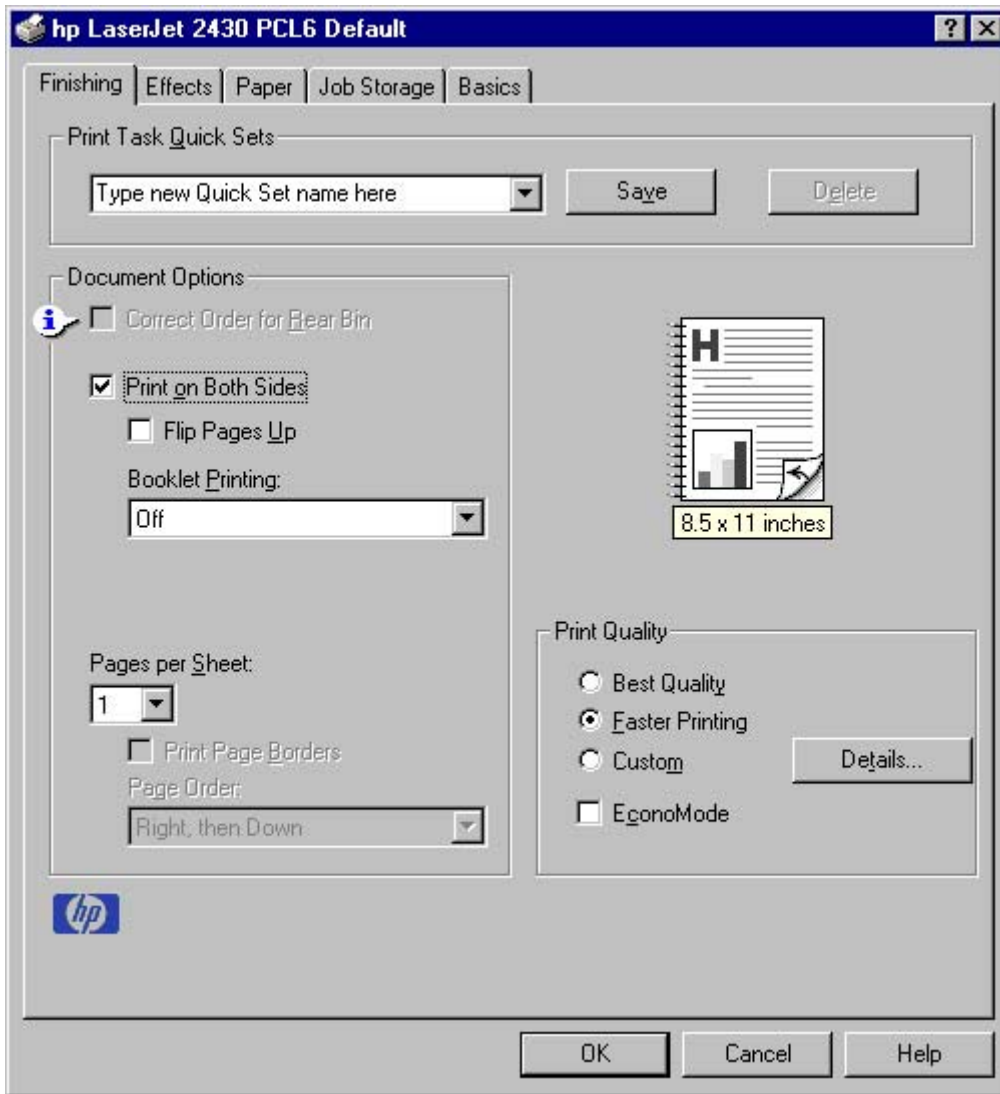 hp LaserJet 2430 PCL6 Default
Finishing Effects Paper Job Storage Basics
Print Task Quick Sets
Type new Quick Set name here Save Delete
Document Options
Correct Order for Rear Bin
Print on Both Sides
Flip Pages Up
Booklet Printing:
Off
H
8.5 x 11 inches
Pages per Sheet:
1
Print Page Borders
Page Order:
Right, then Down
Print Quality
Best Quality
Faster Printing
Custom Details...
EconoMode
hp
OK Cancel Help